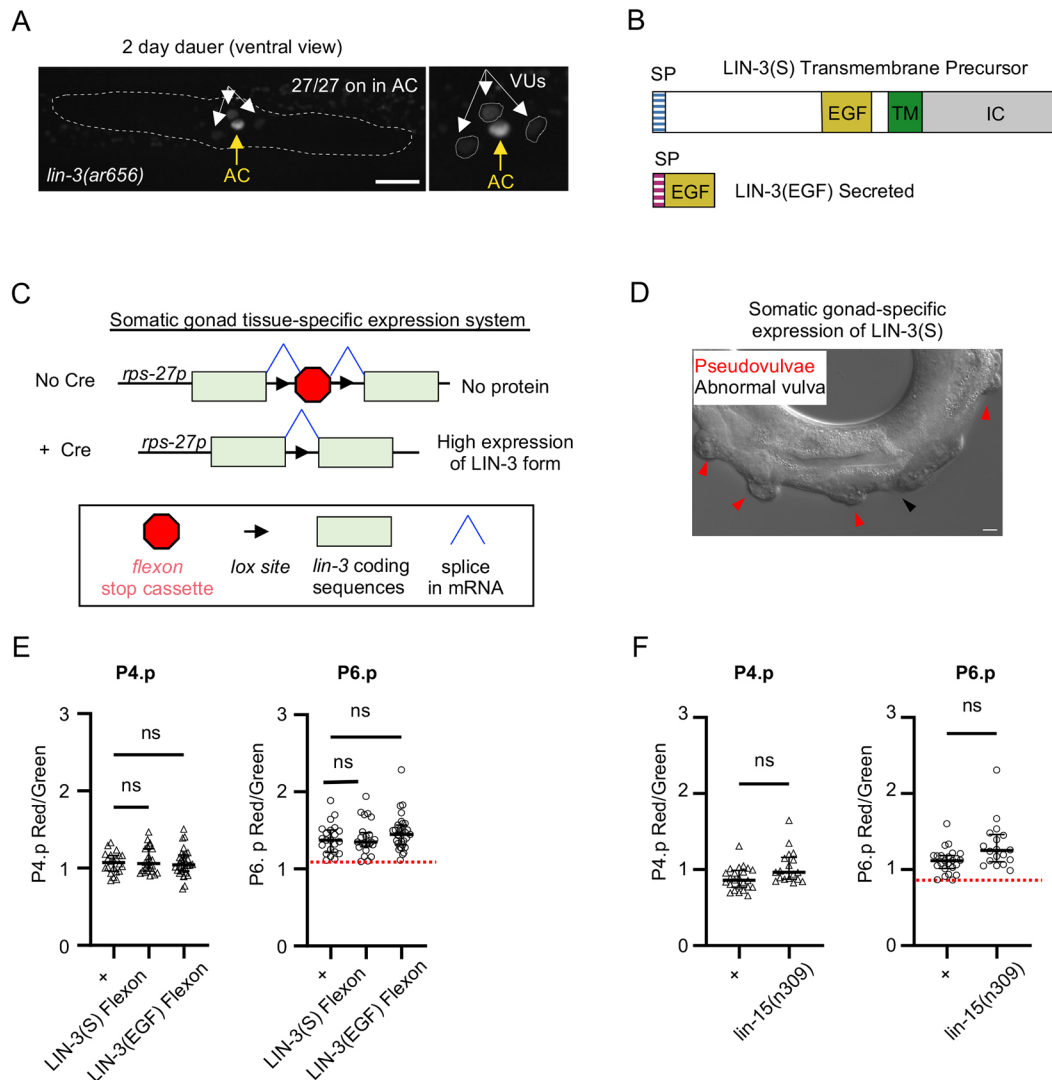 A
2 day dauer (ventral view)
27/27 on in AC
VUs
lin-3(ar656)
AC
AC
B
SP
LIN-3(S) Transmembrane Precursor
EGF
TM
IC
SP
EGF
LIN-3(EGF) Secreted
C
Somatic gonad tissue-specific expression system
No Cre
rps-27p
No protein
+ Cre
rps-27p
High expression
of LIN-3 form
flexon
stop cassette
lox site
lin-3 coding
sequences
splice
in mRNA
D
Somatic gonad-specific
expression of LIN-3(S)
Pseudovulvae
Abnormal vulva
E
P4.p
P4.p Red/Green
3
2
1
0
ns
ns
+
LIN-3(S) Flexon
LIN-3(EGF) Flexon
P6.p
P6. p Red/Green
3
2
1
0
ns
ns
+
LIN-3(S) Flexon
LIN-3(EGF) Flexon
F
P4.p
P4.p Red/Green
3
2
1
0
ns
+
lin-15(n309)
P6.p
P6.p Red/Green
3
2
1
0
ns
+
lin-15(n309)